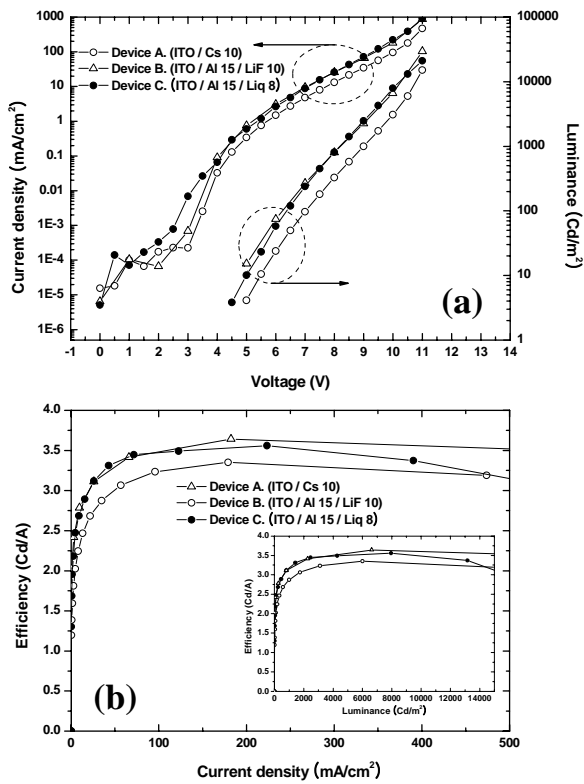 1000
100
10
1
0.1
0.01
1E-3
1E-4
1E-5
1E-6
Current density (mA/cm²)
Device A. (ITO / Cs 10)
Device B. (ITO / Al 15 / LiF 10)
Device C. (ITO / Al 15 / Liq 8)
100000
10000
1000
100
10
1
Luminance (Cd/m²)
(a)
-1 0 1 2 3 4 5 6 7 8 9 10 11 12 13 14
Voltage (V)
4.0
3.5
3.0
2.5
2.0
1.5
1.0
0.5
0.0
Efficiency (Cd/A)
Device A. (ITO / Cs 10)
Device B. (ITO / Al 15 / LiF 10)
Device C. (ITO / Al 15 / Liq 8)
4.0
3.5
3.0
2.5
2.0
1.5
1.0
0.5
0.0
Efficiency (Cd/A)
0 2000 4000 6000 8000 10000 12000 14000
Luminance (Cd/m²)
(b)
0 100 200 300 400 500
Current density (mA/cm²)